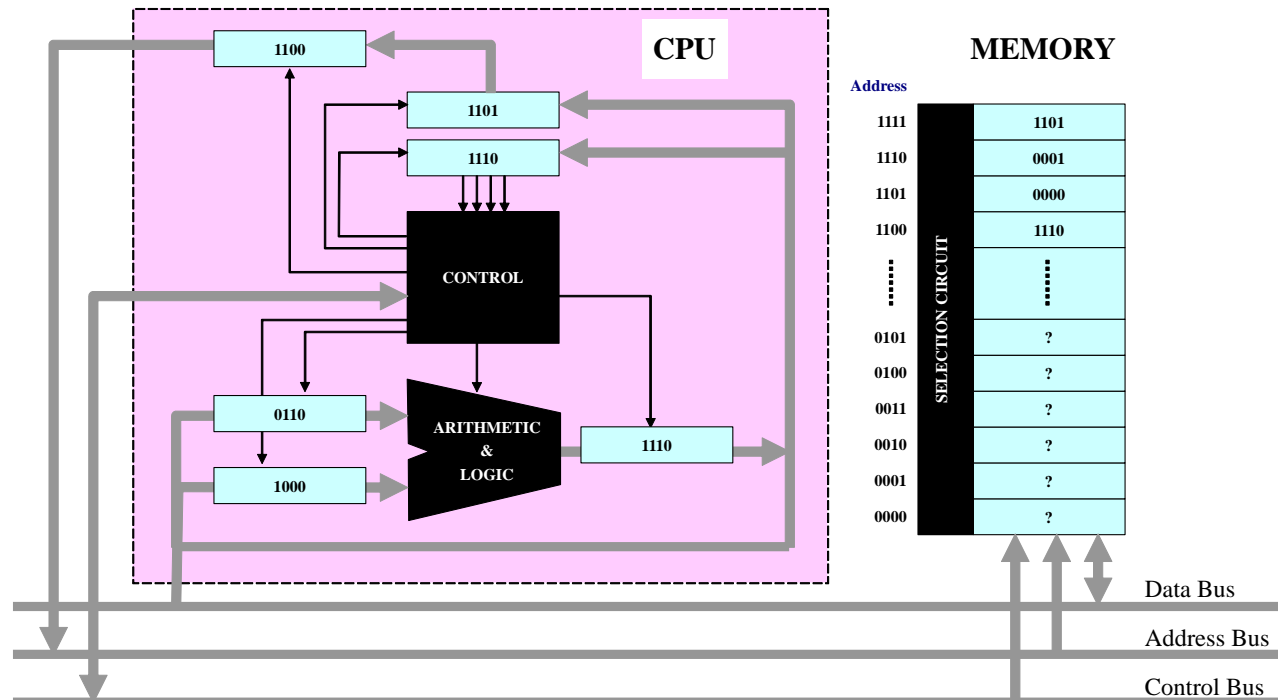 CPU
1100
1101
1110
CONTROL
0110
1000
ARITHMETIC
&
LOGIC
1110
MEMORY
Address
SELECTION CIRCUIT
1111 1101
1110 0001
1101 0000
1100 1110
0101 ?
0100 ?
0011 ?
0010 ?
0001 ?
0000 ?
Data Bus
Address Bus
Control Bus